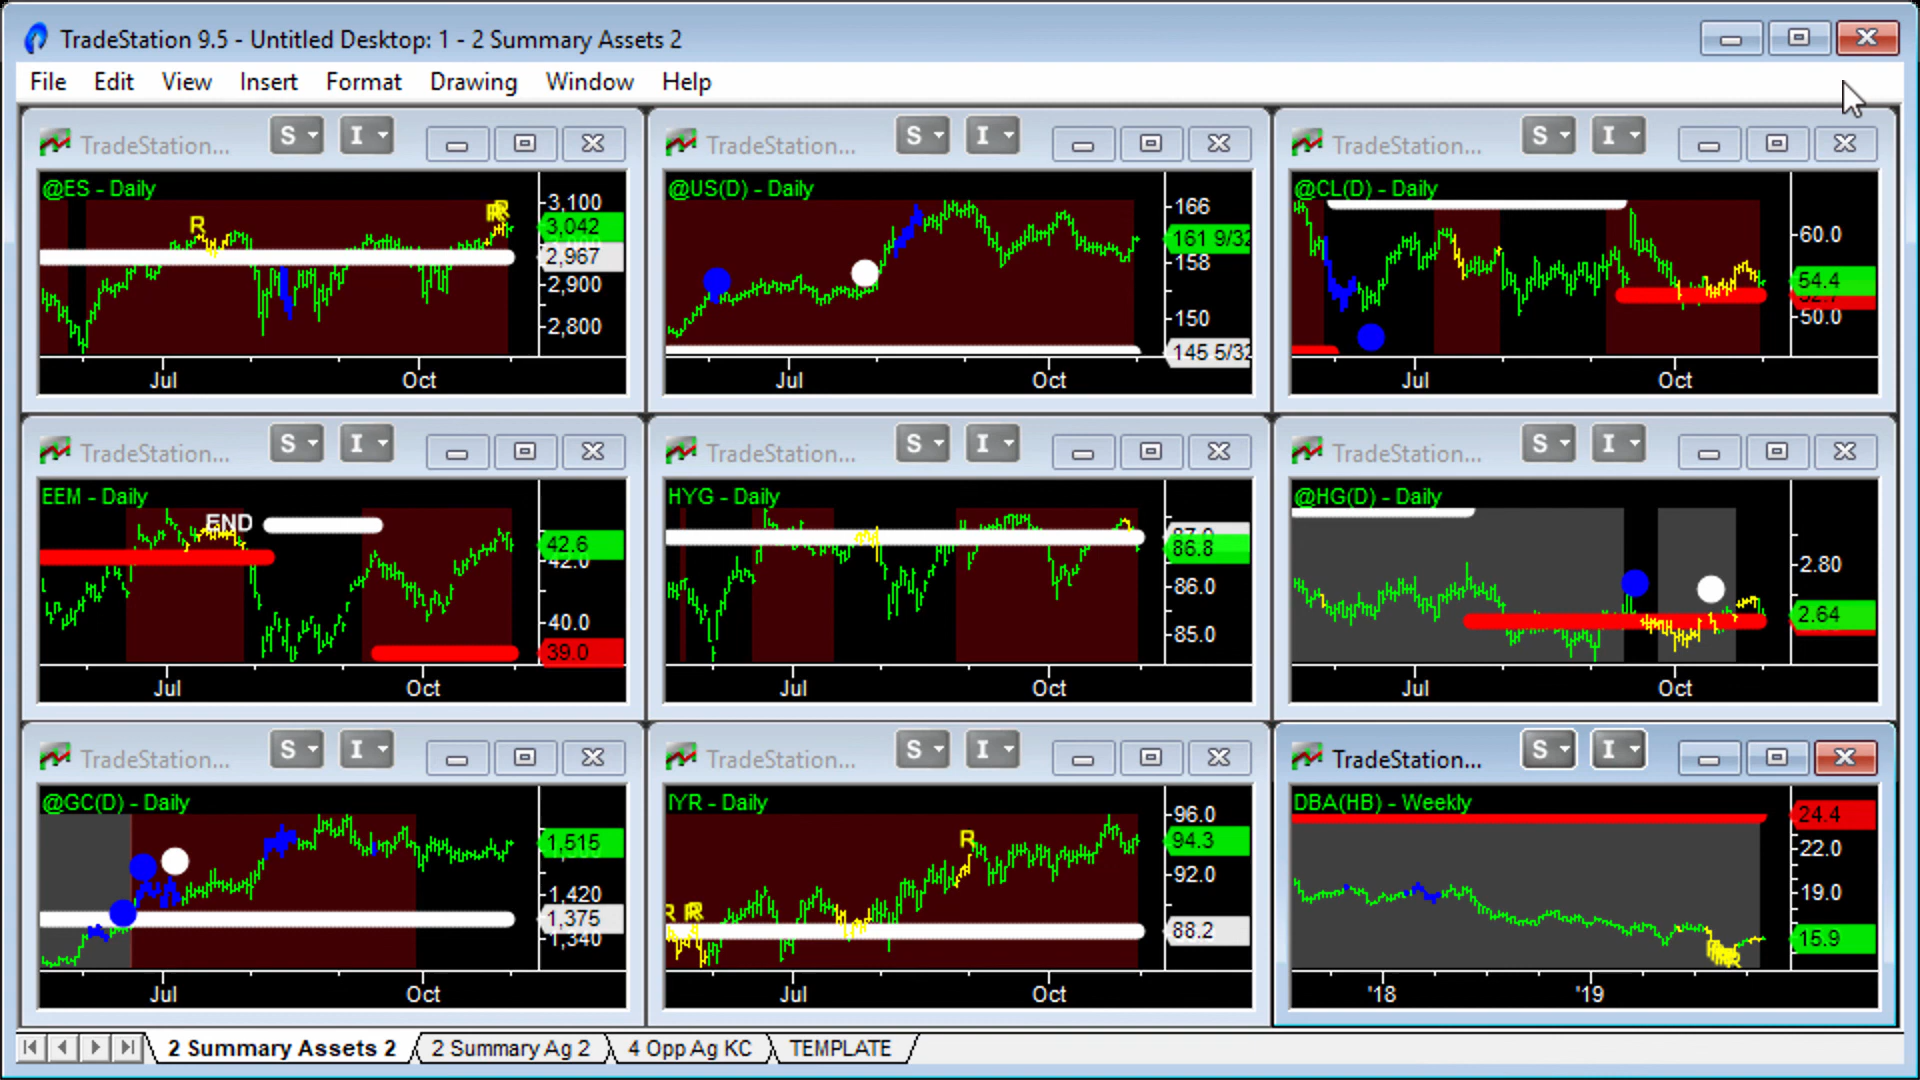 TradeStation 9.5 - Untitled Desktop: 1 - 2 Summary Assets 2
File Edit View Insert Format Drawing Window Help
TradeStation... S I
@ES - Daily
R
3,100
3,042
2,967
2,900
2,800
Jul Oct
TradeStation... S I
@US(D) - Daily
166
161 9/32
158
150
145 5/32
Jul Oct
TradeStation... S I
@CL(D) - Daily
60.0
54.4
50.0
Jul Oct
TradeStation... S I
EEM - Daily
END
42.6
42.0
40.0
39.0
Jul Oct
TradeStation... S I
HYG - Daily
87.0
86.8
86.0
85.0
Jul Oct
TradeStation... S I
@HG(D) - Daily
2.80
2.64
Jul Oct
TradeStation... S I
@GC(D) - Daily
1,515
1,420
1,375
1,340
Jul Oct
TradeStation... S I
IYR - Daily
R
R R
96.0
94.3
92.0
88.2
Jul Oct
TradeStation... S I
DBA(HB) - Weekly
24.4
22.0
19.0
15.9
'18 '19
2 Summary Assets 2 2 Summary Ag 2 4 Opp Ag KC TEMPLATE